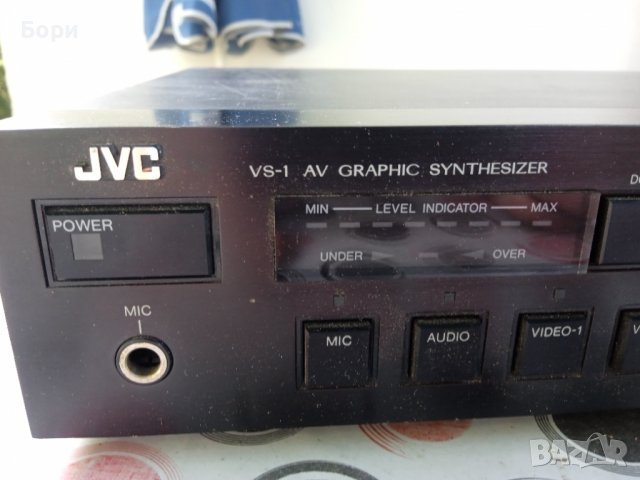 Бори
JVC
VS-1 AV GRAPHIC SYNTHESIZER
POWER
MIN LEVEL INDICATOR MAX
UNDER OVER
MIC
MIC
AUDIO
VIDEO-1
V
BAZAR